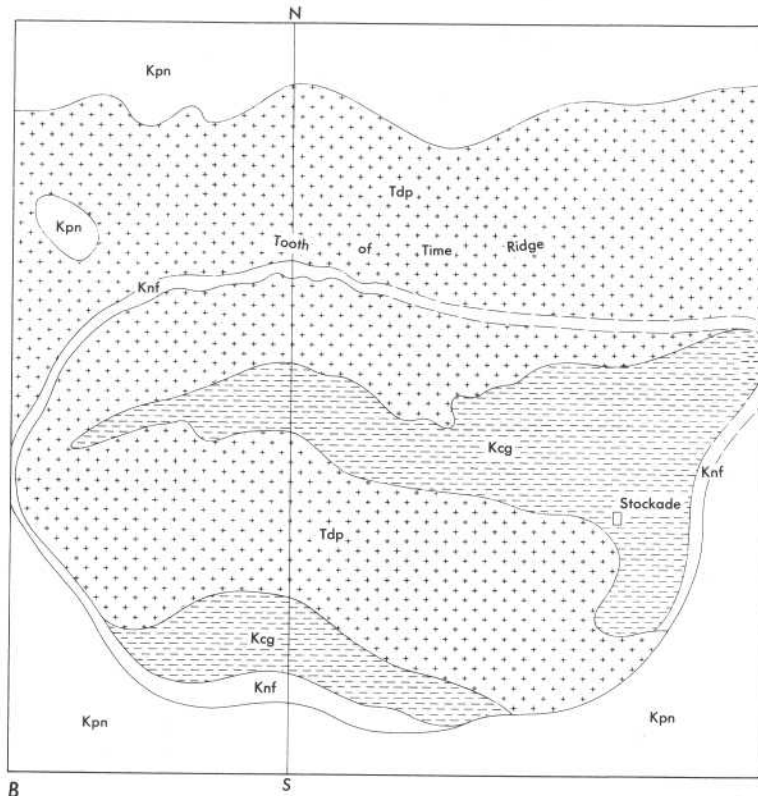 N
Kpn
Tdp
Kpn
Tooth of Time Ridge
Knf
Kcg
Knf
Stockade
Tdp
Kcg
Knf
Kpn
Kpn
B
S